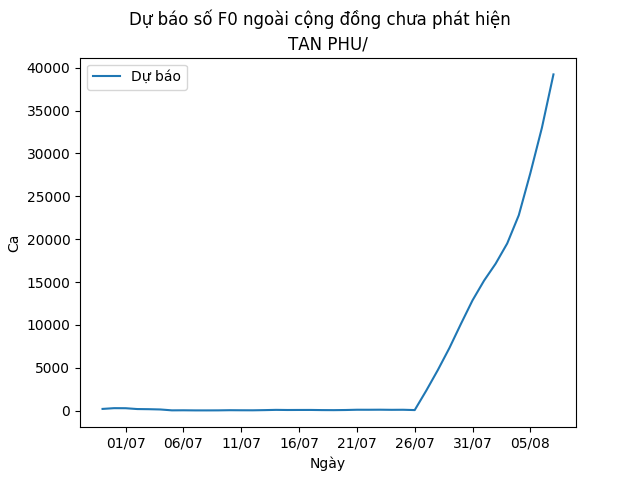 Dự báo số F0 ngoài cộng đồng chưa phát hiện
TAN PHU/
Dự báo
40000
35000
30000
25000
20000
15000
10000
5000
0
Ca
01/07 06/07 11/07 16/07 21/07 26/07 31/07 05/08
Ngày